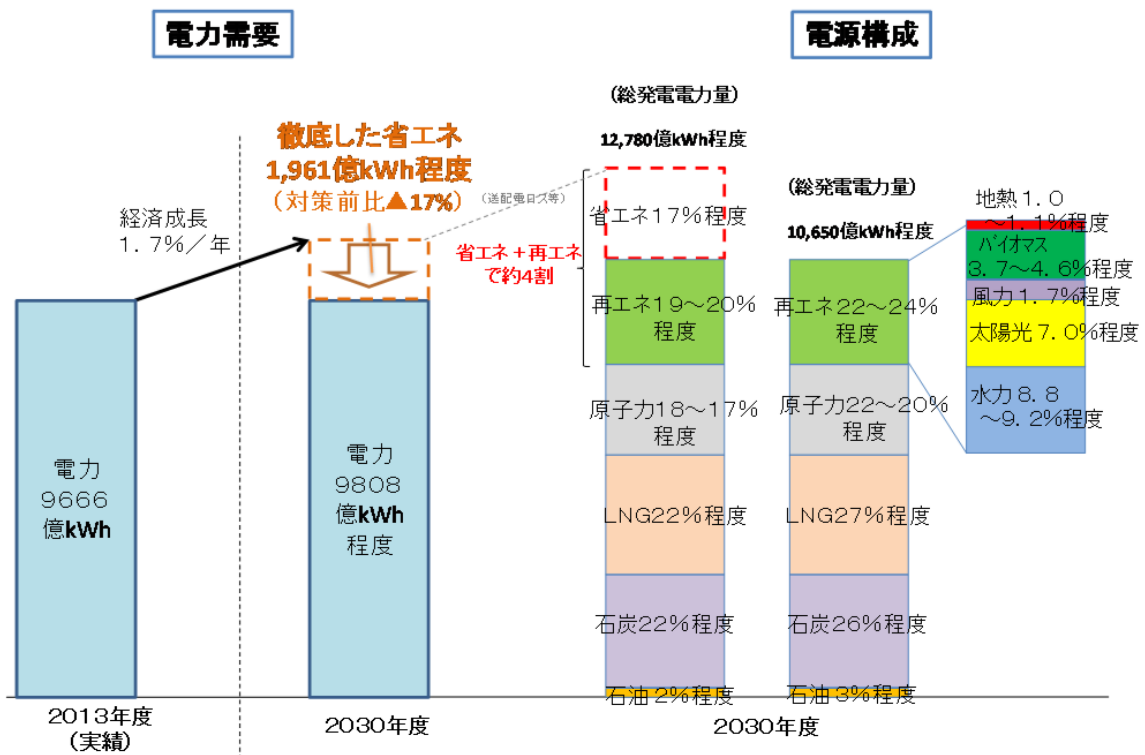 電力需要
電源構成
(総発電電力量)
12,780億kWh程度
徹底した省エネ
1,961億kWh程度
(対策前比▲17%)
(送配電ロス等)
(総発電電力量)
10,650億kWh程度
経済成長
1.7%/年
省エネ+再エネ
で約4割
省エネ17%程度
再エネ19~20%
程度
原子力18~17%
程度
LNG22%程度
石炭22%程度
石油2%程度
再エネ22~24%
程度
原子力22~20%
程度
LNG27%程度
石炭26%程度
石油3%程度
地熱1.0
~1.1%程度
バイオマス
3.7~4.6%程度
風力1.7%程度
太陽光7.0%程度
水力8.8
~9.2%程度
電力
9666
億kWh
電力
9808
億kWh
程度
2013年度
(実績)
2030年度
2030年度